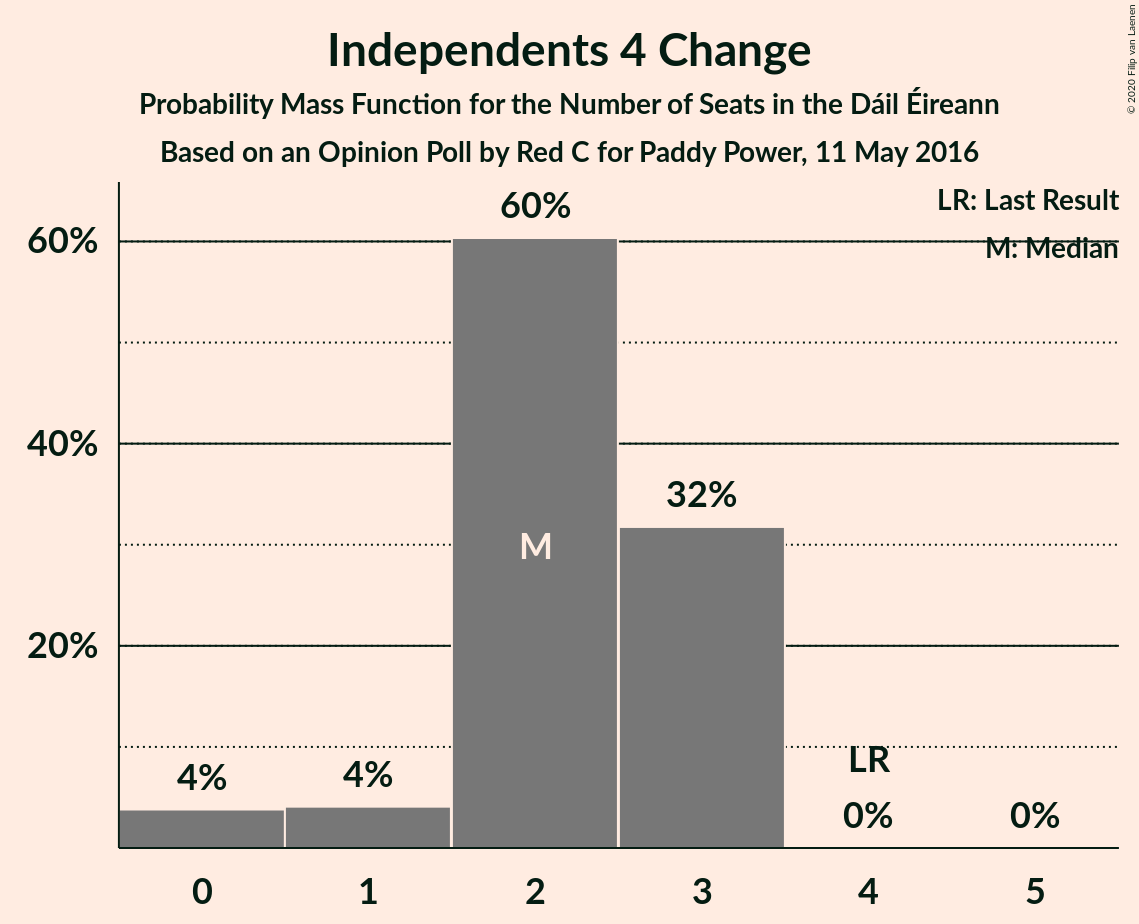 Independents 4 Change
Probability Mass Function for the Number of Seats in the Dáil Éireann
Based on an Opinion Poll by Red C for Paddy Power, 11 May 2016
© 2020 Filip van Laenen
LR: Last Result
M: Median
60%
40%
20%
4%
4%
60%
M
32%
LR
0%
0%
0 1 2 3 4 5